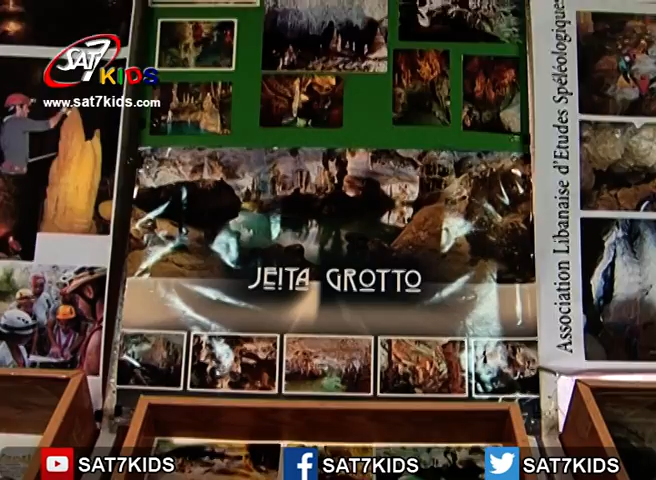 SAT7
KIDS
www.sat7kids.com
JEITA GROTTO
Association Libanaise d'Etudes Spéléologiques
SAT7KIDS
SAT7KIDS
SAT7KIDS